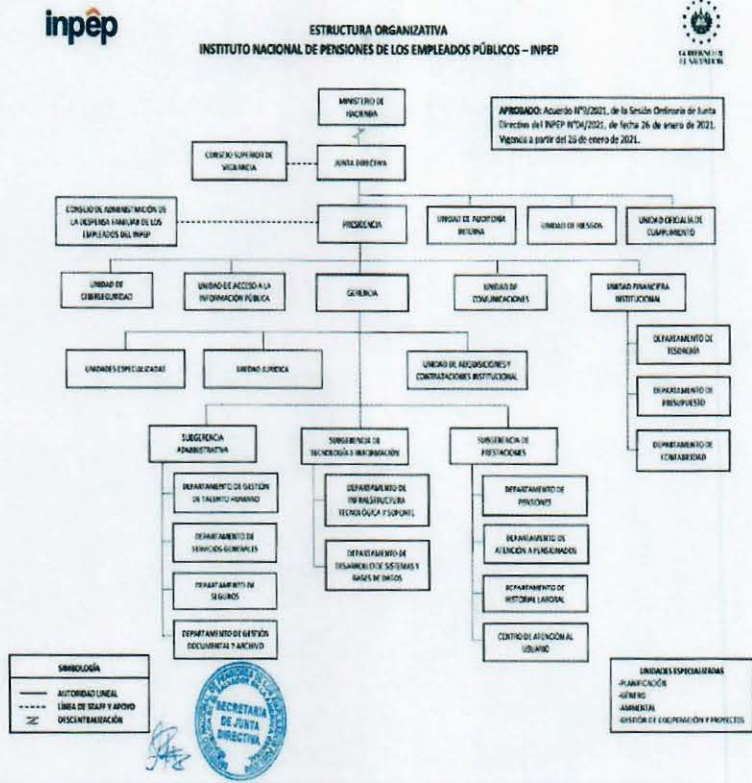 inpêp
ESTRUCTURA ORGANIZATIVA
INSTITUTO NACIONAL DE PENSIONES DE LOS EMPLEADOS PÚBLICOS – INPEP
GOBIERNO DE
EL SALVADOR
MINISTERIO DE
HACIENDA
APROBADO: Acuerdo N°9/2021, de la Sesión Ordinaria de Junta
Directiva del INPEP N°04/2021, de fecha 26 de enero de 2021.
Vigencia a partir del 26 de enero de 2021.
CONSEJO SUPERIOR DE
VIGILANCIA
JUNTA DIRECTIVA
CONSEJO DE ADMINISTRACIÓN DE
LA DESPENSA FAMILIAR DE LOS
EMPLEADOS DEL INPEP
PRESIDENCIA
UNIDAD DE AUDITORÍA
INTERNA
UNIDAD DE RIESGOS
UNIDAD OFICIALÍA DE
CUMPLIMIENTO
UNIDAD DE
CIBERSEGURIDAD
UNIDAD DE ACCESO A LA
INFORMACIÓN PÚBLICA
GERENCIA
UNIDAD DE
COMUNICACIONES
UNIDAD FINANCIERA
INSTITUCIONAL
DEPARTAMENTO DE
TESORERÍA
DEPARTAMENTO DE
PRESUPUESTO
DEPARTAMENTO DE
CONTABILIDAD
UNIDADES ESPECIALIZADAS
UNIDAD JURÍDICA
UNIDAD DE ADQUISICIONES Y
CONTRATACIONES INSTITUCIONAL
SUBGERENCIA
ADMINISTRATIVA
SUBGERENCIA DE
TECNOLOGÍA E INFORMACIÓN
SUBGERENCIA DE
PRESTACIONES
DEPARTAMENTO DE GESTIÓN
DE TALENTO HUMANO
DEPARTAMENTO DE
SERVICIOS GENERALES
DEPARTAMENTO DE
SEGUROS
DEPARTAMENTO DE GESTIÓN
DOCUMENTAL Y ARCHIVO
DEPARTAMENTO DE
INFRAESTRUCTURA
TECNOLÓGICA Y SOPORTE
DEPARTAMENTO DE
DESARROLLO DE SISTEMAS Y
BASES DE DATOS
DEPARTAMENTO DE
PENSIONES
DEPARTAMENTO DE
ATENCIÓN A PENSIONADOS
DEPARTAMENTO DE
HISTORIAL LABORAL
CENTRO DE ATENCIÓN AL
USUARIO
SIMBOLOGÍA
AUTORIDAD LINEAL
LÍNEA DE STAFF Y APOYO
DESCENTRALIZACIÓN
SECRETARIA
DE JUNTA
DIRECTIVA
UNIDADES ESPECIALIZADAS
-PLANIFICACIÓN
-GÉNERO
-AMBIENTAL
-GESTIÓN DE COOPERACIÓN Y PROYECTOS